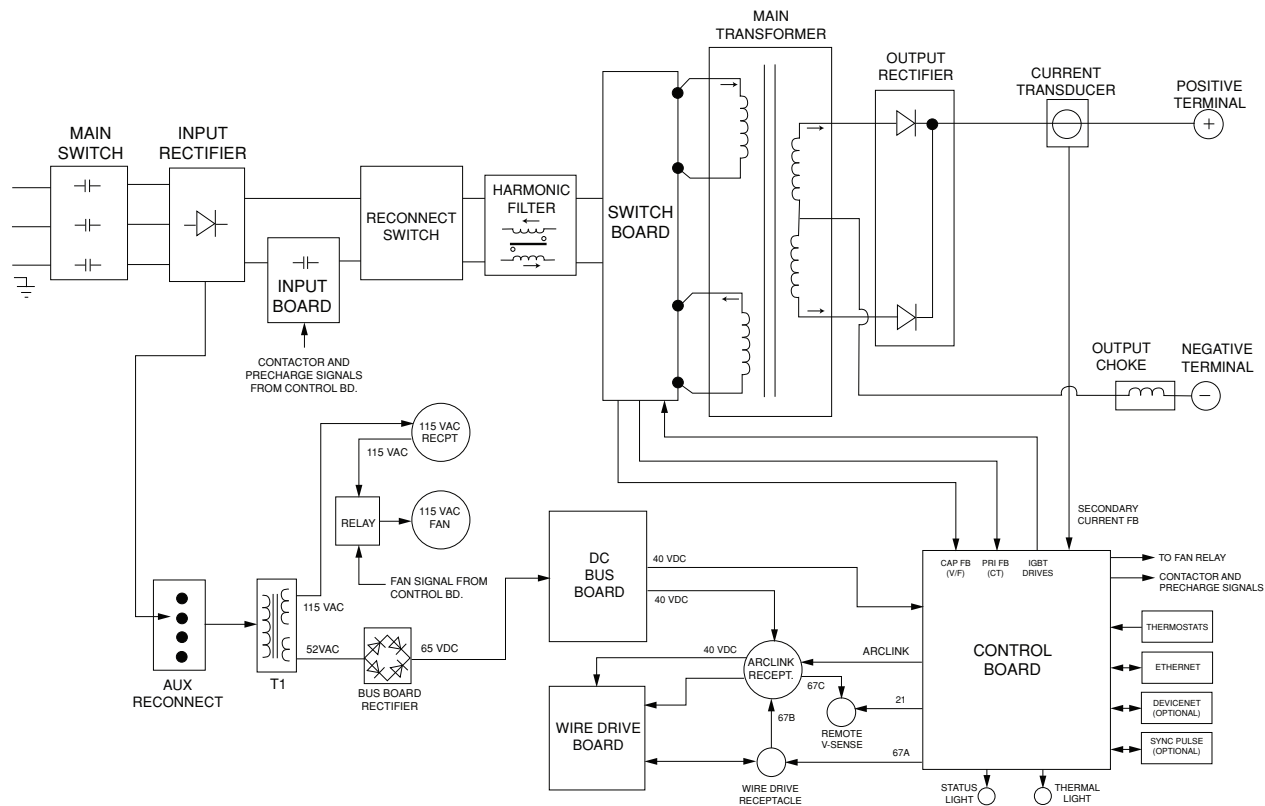 MAIN
TRANSFORMER
OUTPUT
RECTIFIER
CURRENT
TRANSDUCER
POSITIVE
TERMINAL
+
MAIN
SWITCH
INPUT
RECTIFIER
RECONNECT
SWITCH
HARMONIC
FILTER
SWITCH
BOARD
INPUT
BOARD
CONTACTOR AND
PRECHARGE SIGNALS
FROM CONTROL BD.
OUTPUT
CHOKE
NEGATIVE
TERMINAL
–
115 VAC
RECPT
115 VAC
RELAY
115 VAC
FAN
FAN SIGNAL FROM
CONTROL BD.
115 VAC
52VAC
T1
AUX
RECONNECT
65 VDC
BUS BOARD
RECTIFIER
DC
BUS
BOARD
40 VDC
40 VDC
SECONDARY
CURRENT FB
CAP FB
(V/F)
PRI FB
(CT)
IGBT
DRIVES
CONTROL
BOARD
TO FAN RELAY
CONTACTOR AND
PRECHARGE SIGNALS
THERMOSTATS
ETHERNET
DEVICENET
(OPTIONAL)
SYNC PULSE
(OPTIONAL)
40 VDC
ARCLINK
RECEPT.
ARCLINK
67C
21
REMOTE
V-SENSE
67B
67A
WIRE DRIVE
BOARD
WIRE DRIVE
RECEPTACLE
STATUS
LIGHT
THERMAL
LIGHT